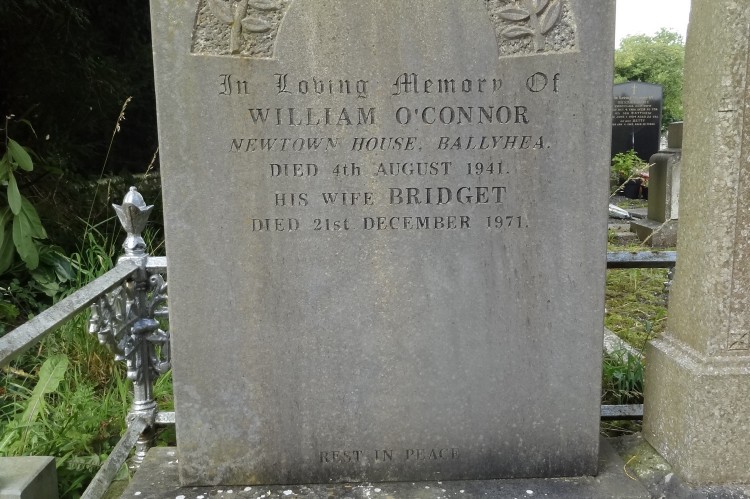 In Loving Memory Of
WILLIAM O'CONNOR
NEWTOWN HOUSE, BALLYHEA.
DIED 4th AUGUST 1941.
HIS WIFE BRIDGET
DIED 21st DECEMBER 1971.
REST IN PEACE